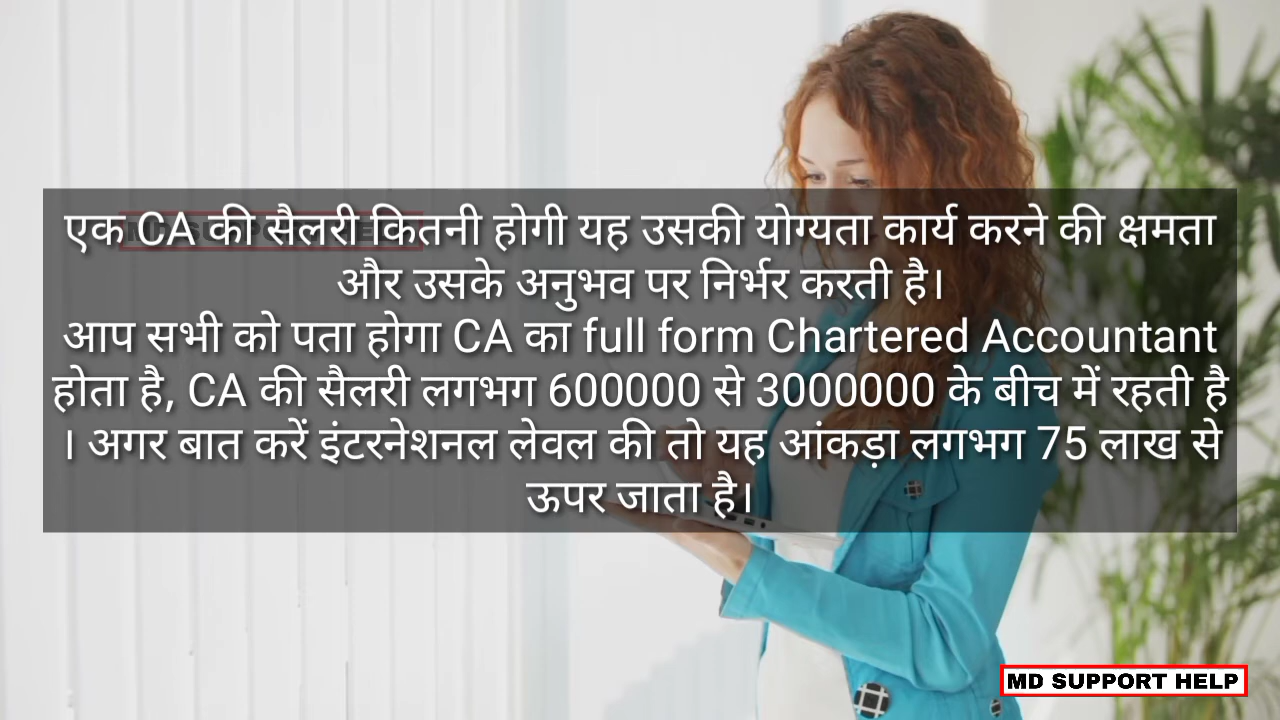 एक CA की सैलरी कितनी होगी यह उसकी योग्यता कार्य करने की क्षमता
और उसके अनुभव पर निर्भर करती है।
आप सभी को पता होगा CA का full form Chartered Accountant
होता है, CA की सैलरी लगभग 600000 से 3000000 के बीच में रहती है
। अगर बात करें इंटरनेशनल लेवल की तो यह आंकड़ा लगभग 75 लाख से
ऊपर जाता है।
MD SUPPORT HELP